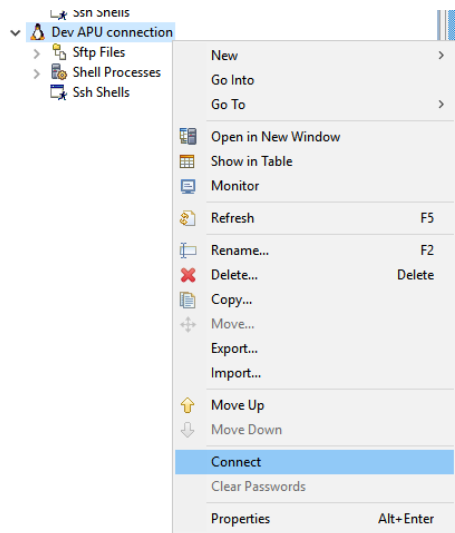 Ssh Shells
Dev APU connection
Sftp Files
Shell Processes
Ssh Shells
New
Go Into
Go To
Open in New Window
Show in Table
Monitor
Refresh F5
Rename... F2
Delete... Delete
Copy...
Move...
Export...
Import...
Move Up
Move Down
Connect
Clear Passwords
Properties Alt+Enter